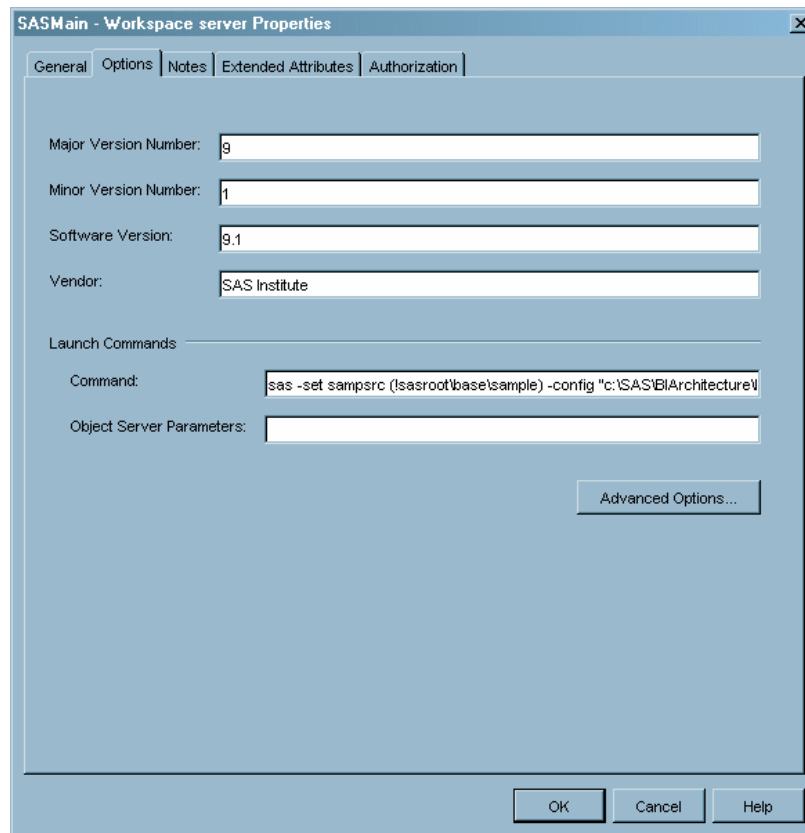 SASMain - Workspace server Properties
General Options Notes Extended Attributes Authorization
Major Version Number: 9
Minor Version Number: 1
Software Version: 9.1
Vendor: SAS Institute
Launch Commands
Command: sas -set sampsrc (!sasroot\base\sample) -config "c:\SAS\BIArchitecture\
Object Server Parameters:
Advanced Options...
OK Cancel Help